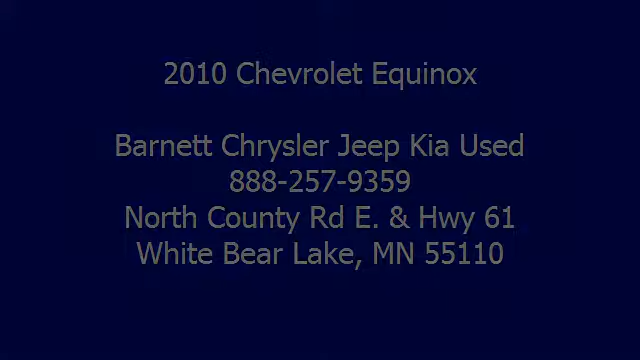 2010 Chevrolet Equinox
Barnett Chrysler Jeep Kia Used
888-257-9359
North County Rd E. & Hwy 61
White Bear Lake, MN 55110